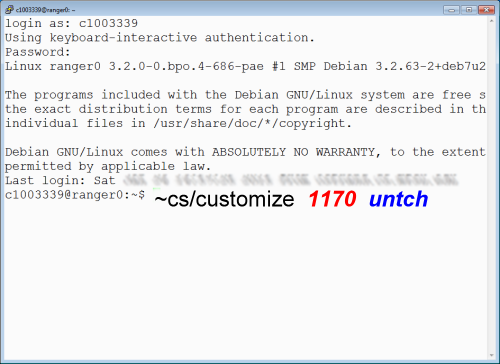 c1003339@ranger0: ~
login as: c1003339
Using keyboard-interactive authentication.
Password:
Linux ranger0 3.2.0-0.bpo.4-686-pae #1 SMP Debian 3.2.63-2+deb7u2
The programs included with the Debian GNU/Linux system are free s
the exact distribution terms for each program are described in th
individual files in /usr/share/doc/*/copyright.
Debian GNU/Linux comes with ABSOLUTELY NO WARRANTY, to the extent
permitted by applicable law.
Last login: Sat
c1003339@ranger0:~$ ~cs/customize 1170 untch